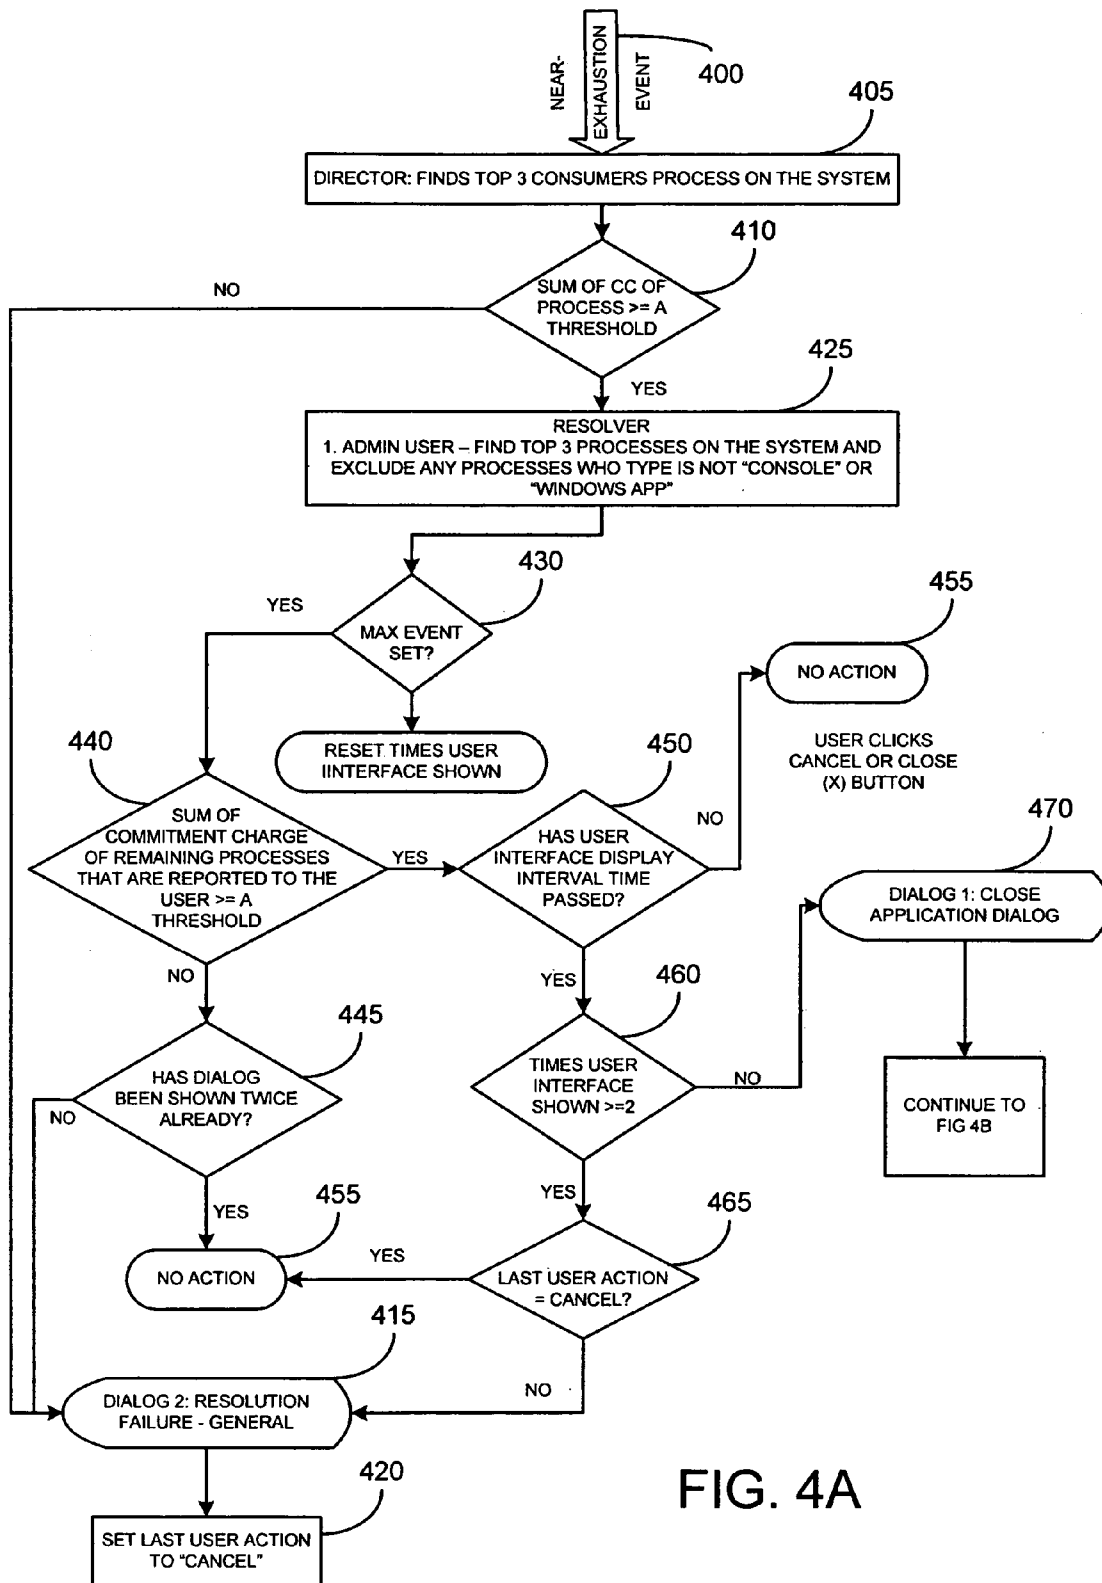 NEAR-
EXHAUSTION
EVENT
400
405
DIRECTOR: FINDS TOP 3 CONSUMERS PROCESS ON THE SYSTEM
410
SUM OF CC OF
PROCESS >= A
THRESHOLD
NO
YES
425
RESOLVER
1. ADMIN USER – FIND TOP 3 PROCESSES ON THE SYSTEM AND
EXCLUDE ANY PROCESSES WHO TYPE IS NOT "CONSOLE" OR
"WINDOWS APP"
430
YES
MAX EVENT
SET?
455
NO ACTION
RESET TIMES USER
IINTERFACE SHOWN
USER CLICKS
CANCEL OR CLOSE
(X) BUTTON
440
SUM OF
COMMITMENT CHARGE
OF REMAINING PROCESSES
THAT ARE REPORTED TO THE
USER >= A
THRESHOLD
YES
450
HAS USER
INTERFACE DISPLAY
INTERVAL TIME
PASSED?
NO
470
DIALOG 1: CLOSE
APPLICATION DIALOG
NO
YES
445
HAS DIALOG
BEEN SHOWN TWICE
ALREADY?
NO
460
TIMES USER
INTERFACE
SHOWN >=2
NO
CONTINUE TO
FIG 4B
YES
YES
455
NO ACTION
YES
465
LAST USER ACTION
= CANCEL?
415
DIALOG 2: RESOLUTION
FAILURE - GENERAL
NO
420
SET LAST USER ACTION
TO "CANCEL"
FIG. 4A